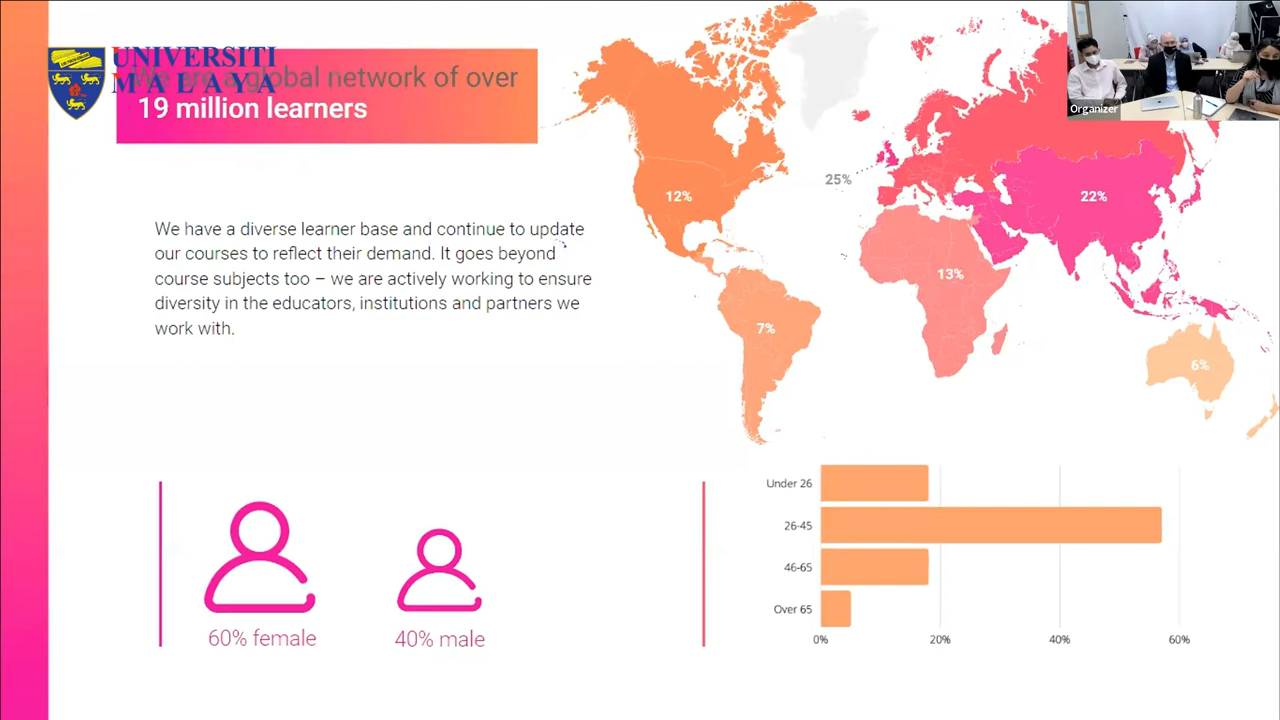 UNIVERSITI
MALAYA
We are a global network of over
19 million learners
Organizer
We have a diverse learner base and continue to update
our courses to reflect their demand. It goes beyond
course subjects too – we are actively working to ensure
diversity in the educators, institutions and partners we
work with.
12%
25%
22%
13%
7%
6%
60% female
40% male
Under 26
26-45
46-65
Over 65
0%
20%
40%
60%